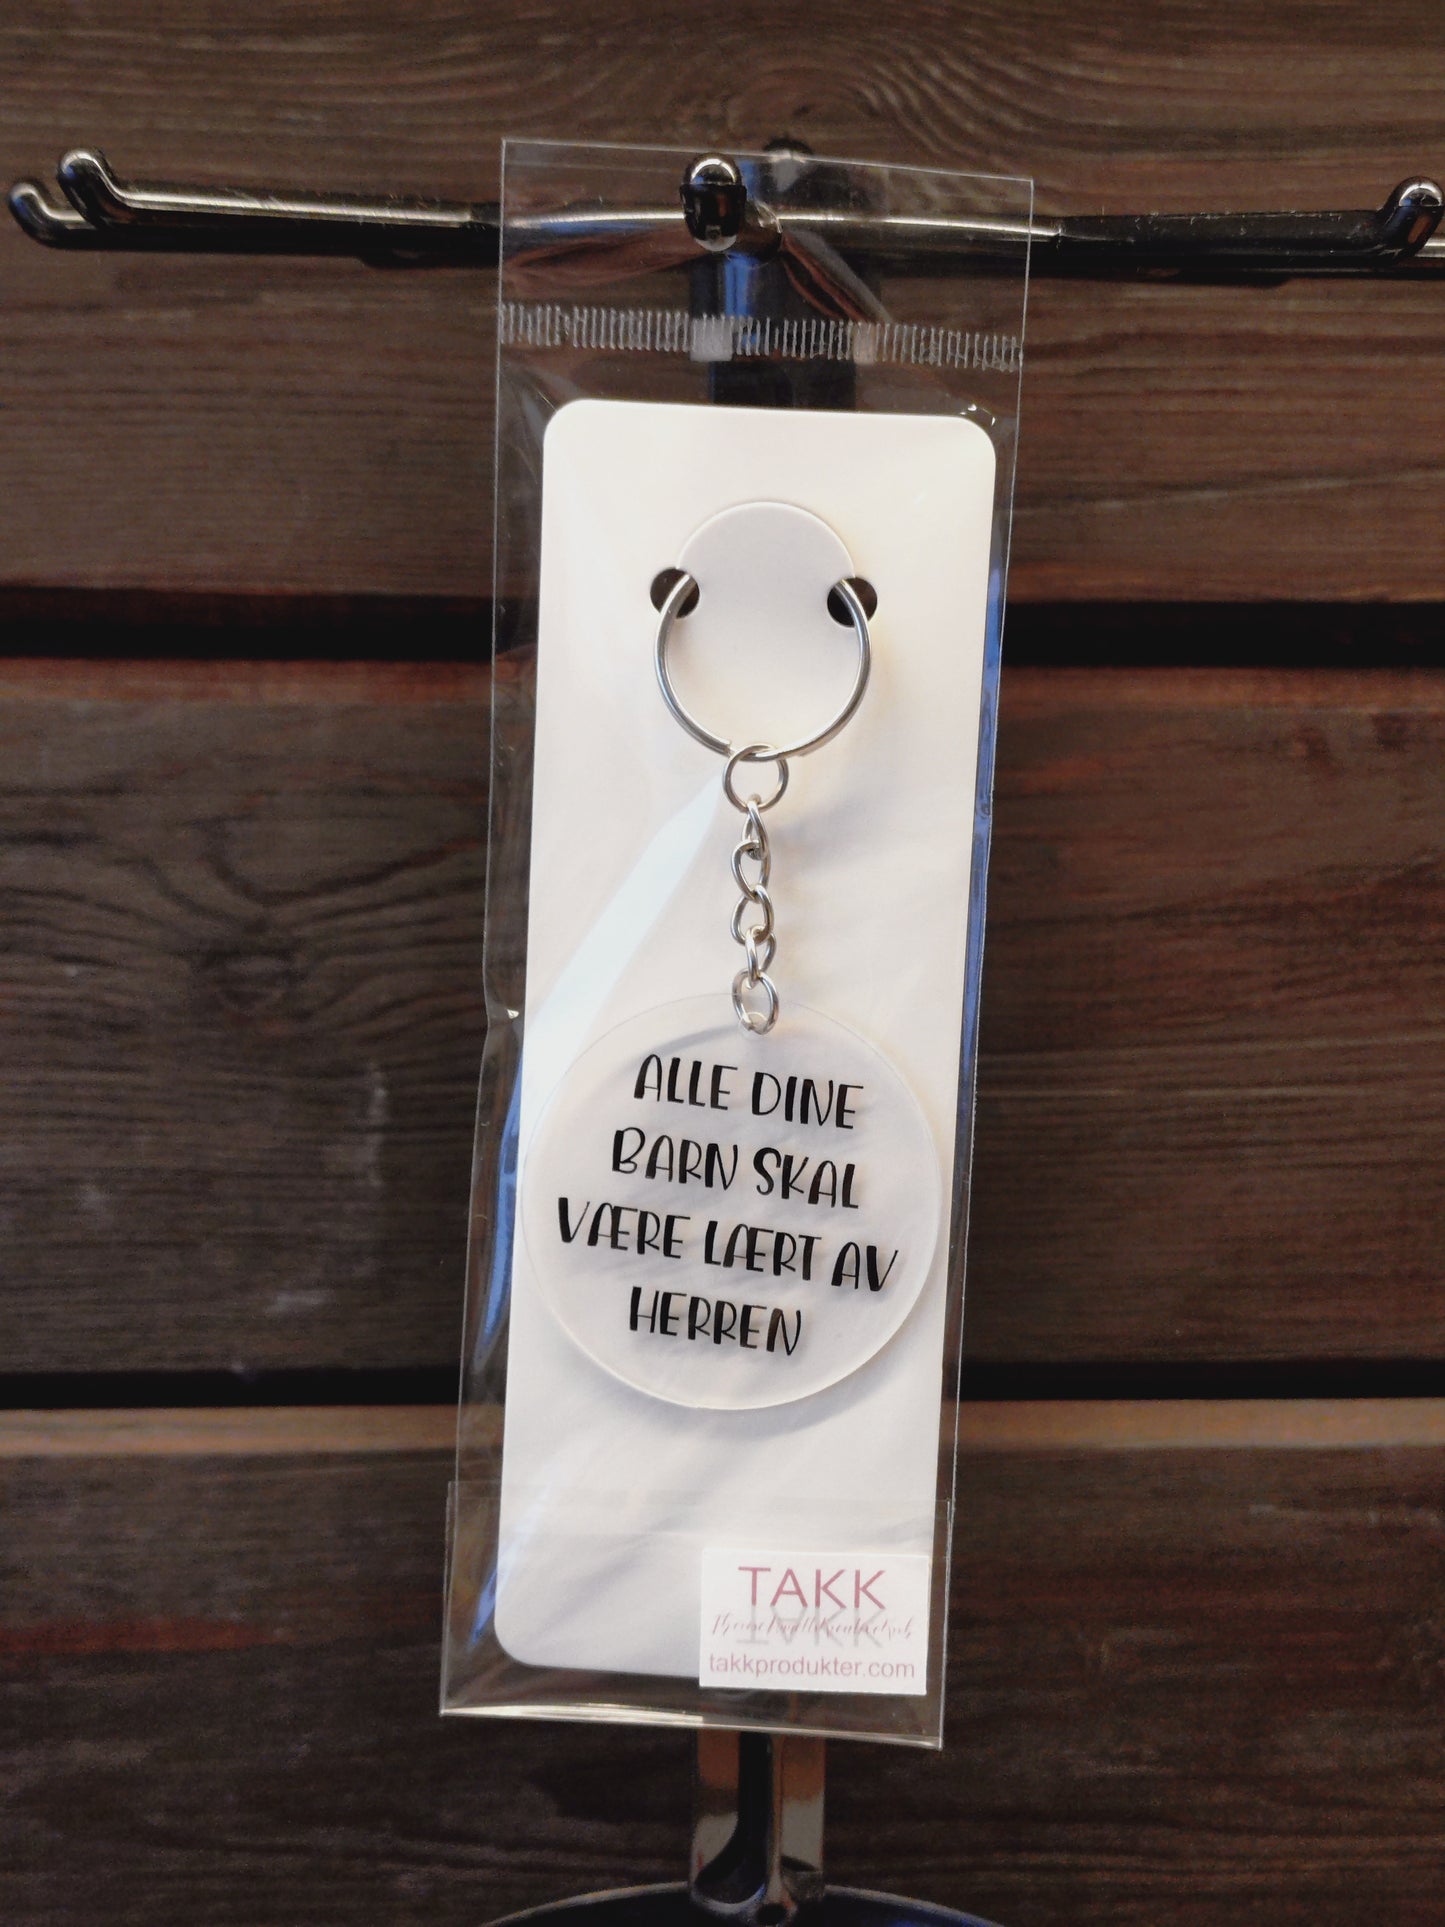 ALLE DINE
BARN SKAL
VÆRE LÆRT AV
HERREN
TAKK
takkprodukter.com